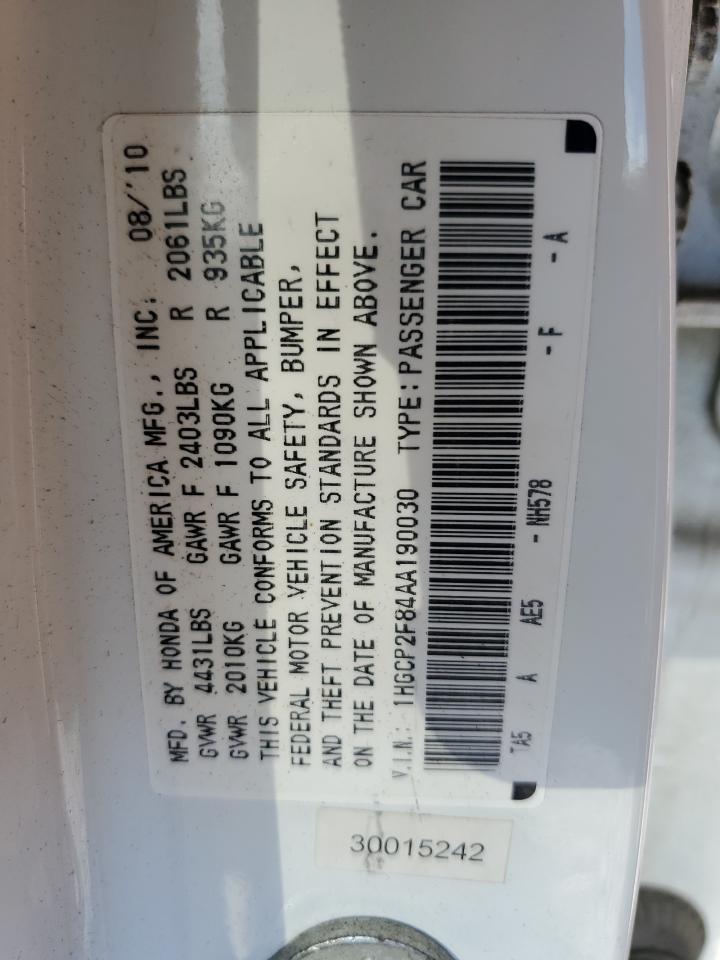 MFD. BY HONDA OF AMERICA MFG., INC. 08/'10
GVWR 4431LBS GAWR F 2403LBS R 2061LBS
GVWR 2010KG GAWR F 1090KG R 935KG
THIS VEHICLE CONFORMS TO ALL APPLICABLE
FEDERAL MOTOR VEHICLE SAFETY, BUMPER,
AND THEFT PREVENTION STANDARDS IN EFFECT
ON THE DATE OF MANUFACTURE SHOWN ABOVE.
V.I.N.: 1HGCP2F84AA190030 TYPE: PASSENGER CAR
TA5 A AE5 - NH578 - F - A
30015242